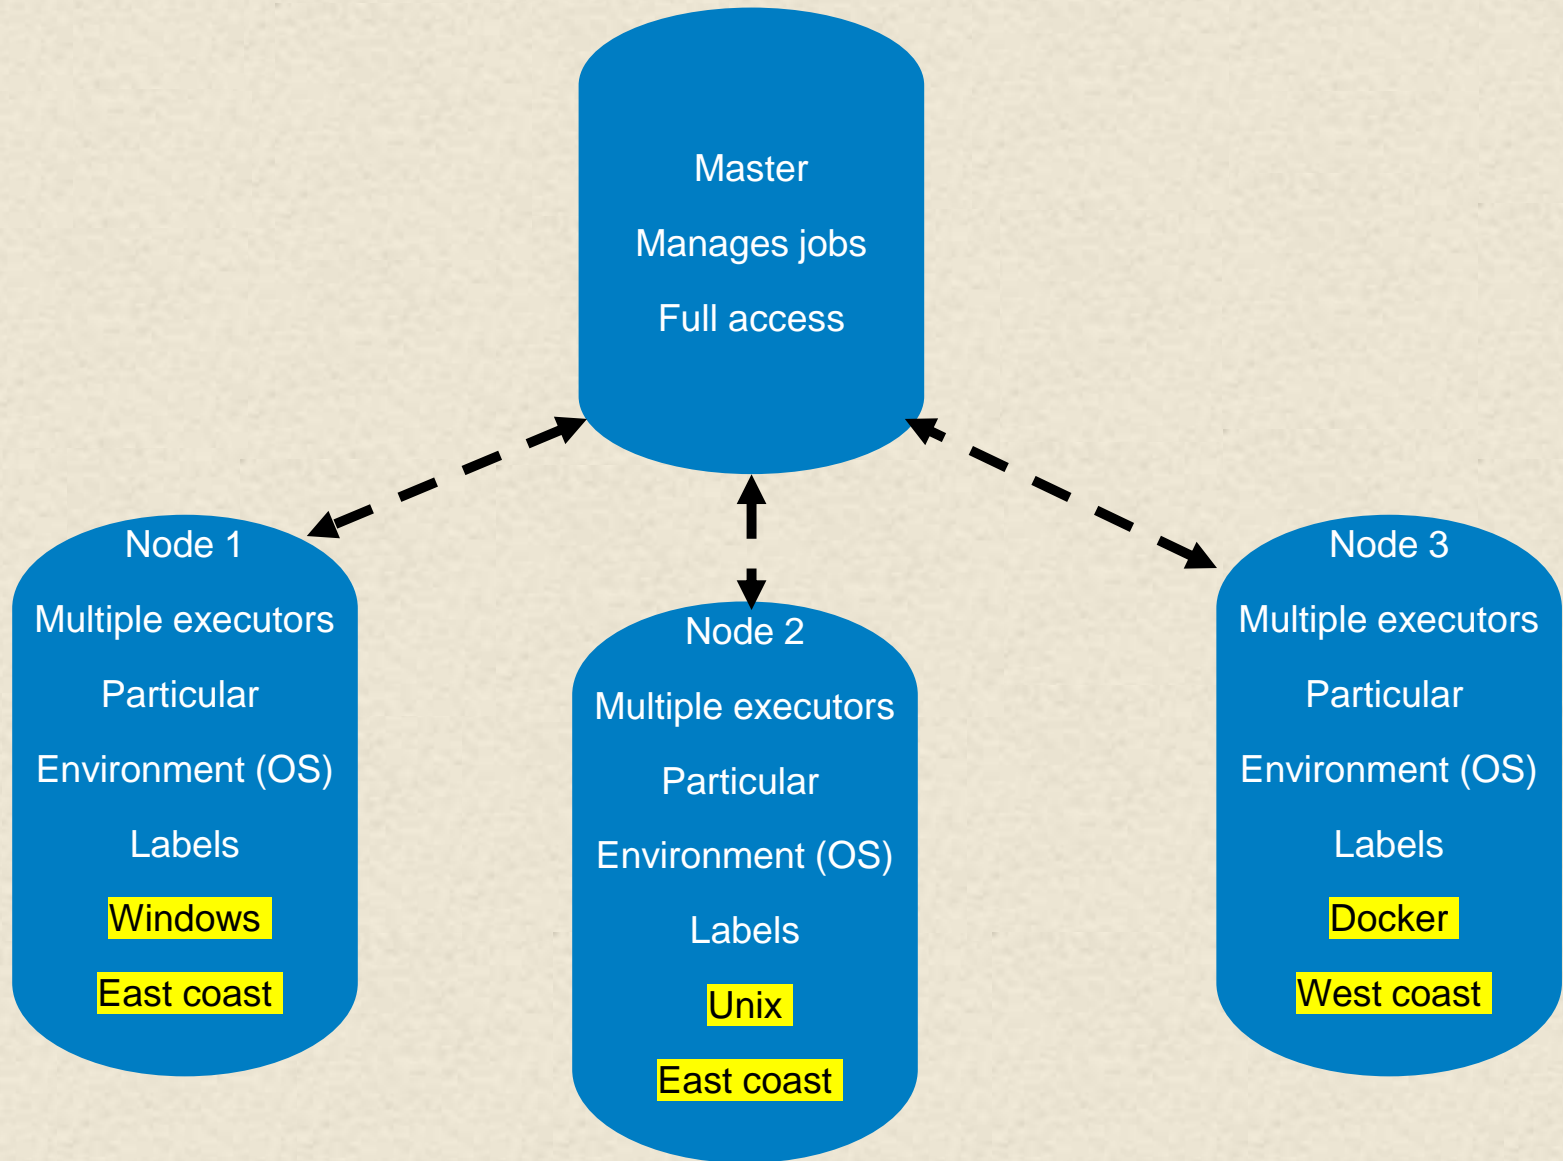 Master
Manages jobs
Full access
Node 1
Multiple executors
Particular
Environment (OS)
Labels
Windows
East coast
Node 2
Multiple executors
Particular
Environment (OS)
Labels
Unix
East coast
Node 3
Multiple executors
Particular
Environment (OS)
Labels
Docker
West coast